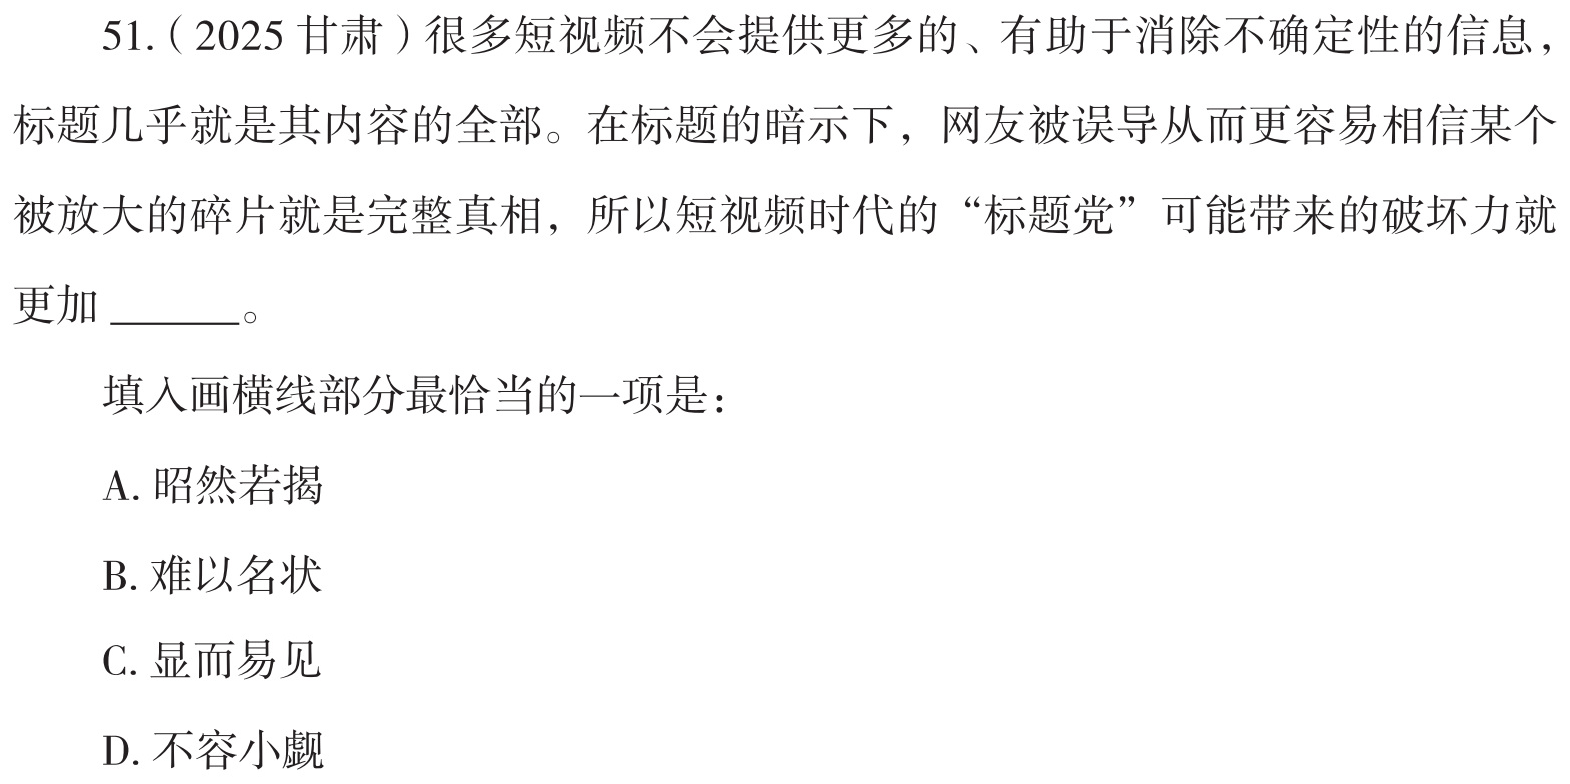 51.（2025 甘肃）很多短视频不会提供更多的、有助于消除不确定性的信息，
标题几乎就是其内容的全部。在标题的暗示下，网友被误导从而更容易相信某个
被放大的碎片就是完整真相，所以短视频时代的“标题党”可能带来的破坏力就
更加 ______。
填入画横线部分最恰当的一项是：
A. 昭然若揭
B. 难以名状
C. 显而易见
D. 不容小觑